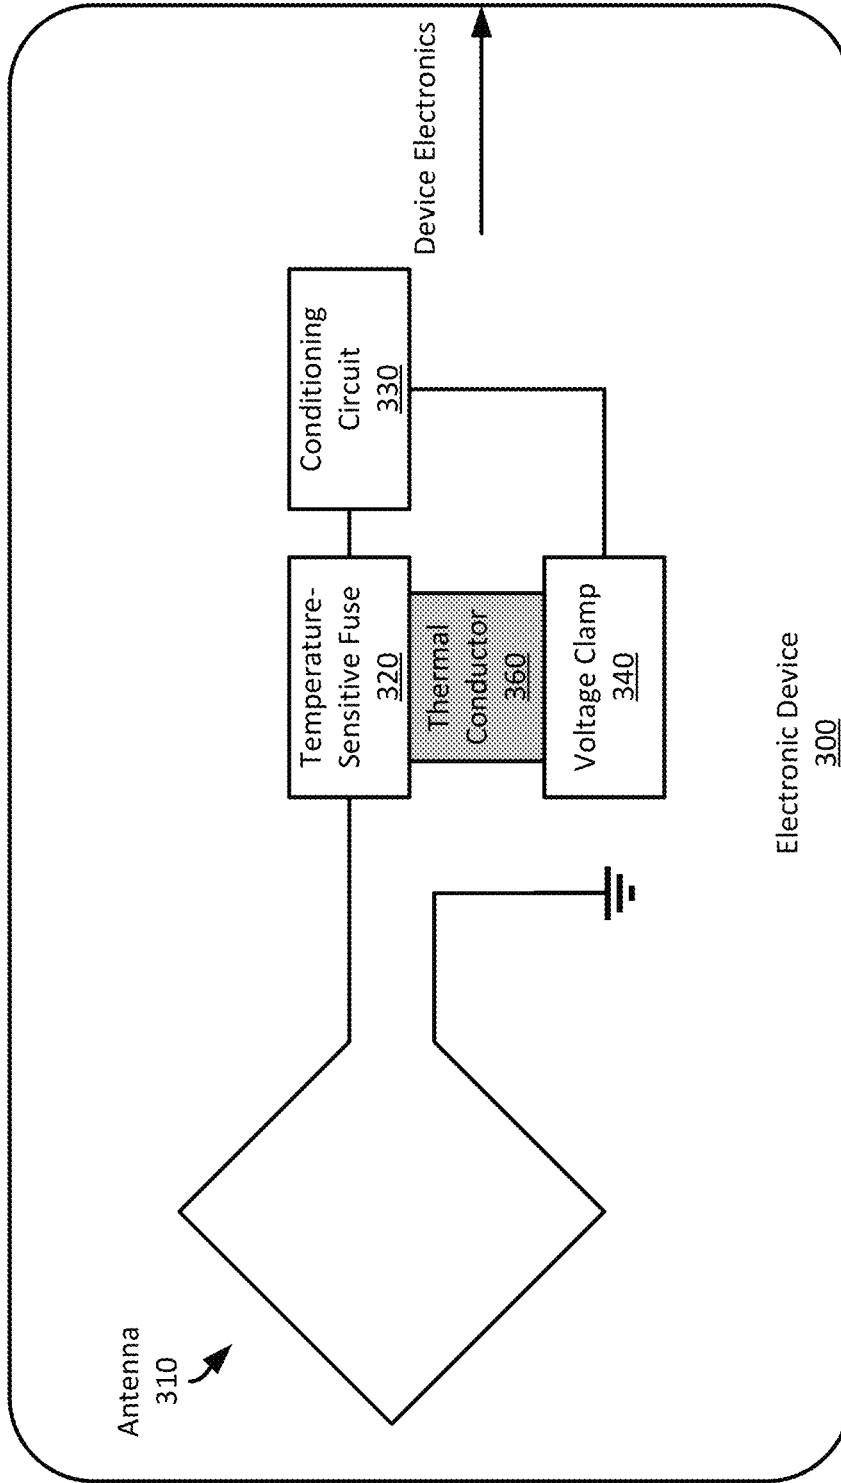 Antenna
310
Temperature-
Sensitive Fuse
320
Conditioning
Circuit
330
Device Electronics
Thermal
Conductor
360
Voltage Clamp
340
Electronic Device
300